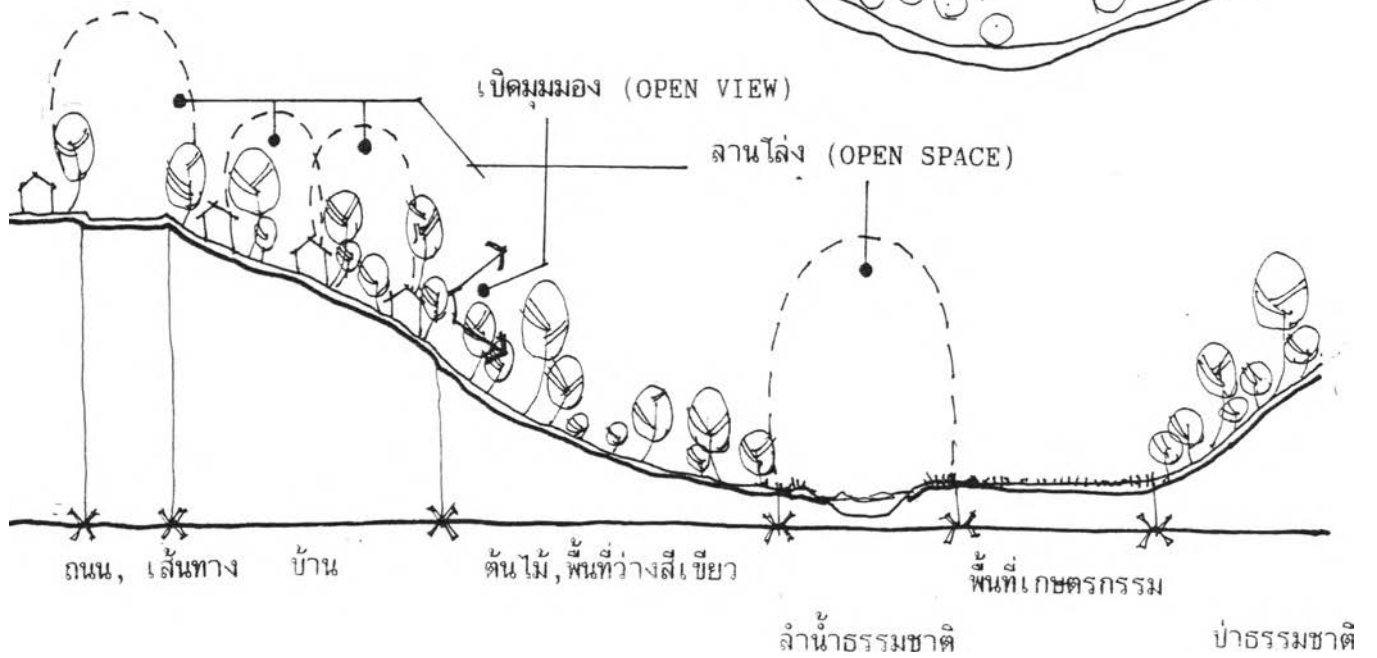 เปิดมุมมอง (OPEN VIEW)
ลานโล่ง (OPEN SPACE)
ถนน, เส้นทาง
บ้าน
ต้นไม้,พื้นที่ว่างสีเขียว
พื้นที่เกษตรกรรม
ลำน้ำธรรมชาติ
ป่าธรรมชาติ